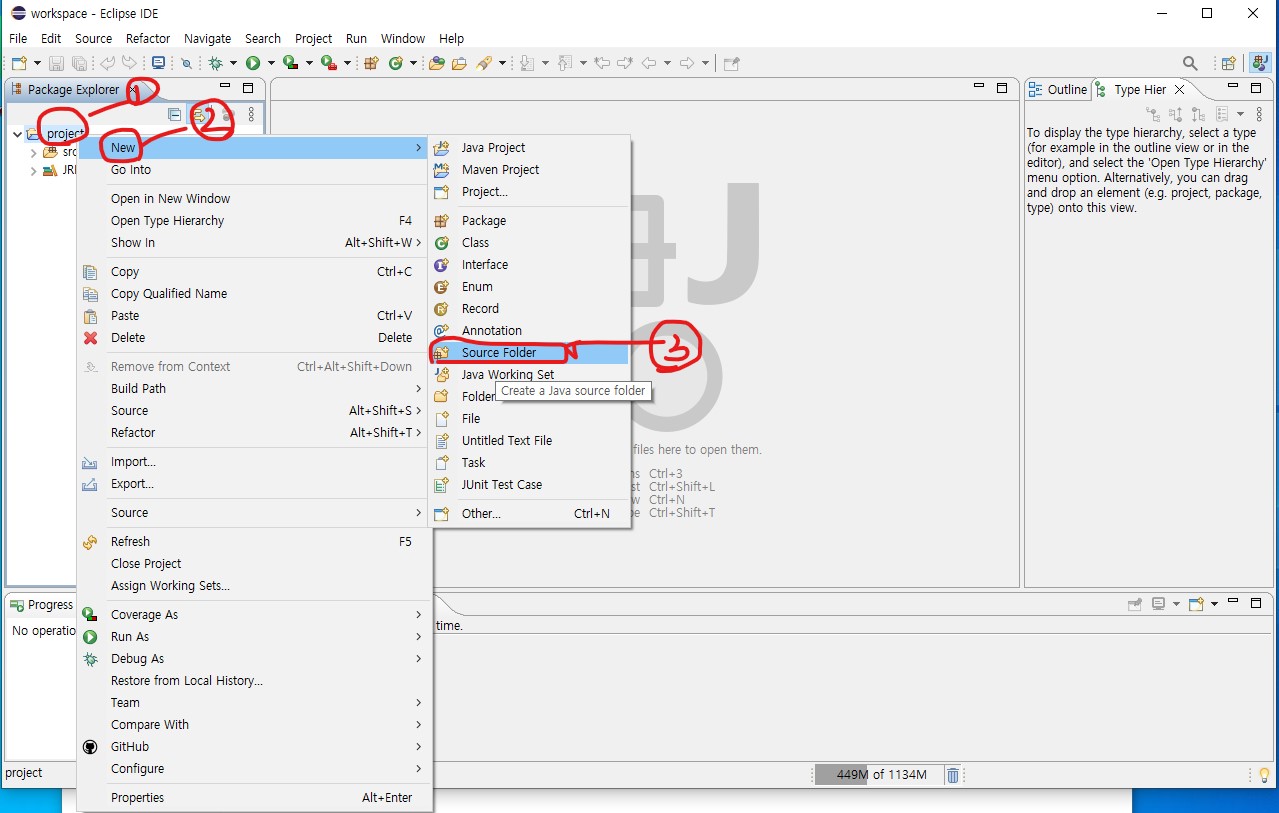 workspace - Eclipse IDE
File Edit Source Refactor Navigate Search Project Run Window Help
Package Explorer
1
2
project
src
New
Go Into
Open in New Window
Open Type Hierarchy F4
Show In Alt+Shift+W >
Copy Ctrl+C
Copy Qualified Name
Paste Ctrl+V
Delete Delete
Remove from Context Ctrl+Alt+Shift+Down
Build Path
Source Alt+Shift+S >
Refactor Alt+Shift+T >
Import...
Export...
Source
Refresh F5
Close Project
Assign Working Sets...
Coverage As
Run As
Debug As
Restore from Local History...
Team
Compare With
GitHub
Configure
Properties Alt+Enter
Java Project
Maven Project
Project...
Package
Class
Interface
Enum
Record
Annotation
Source Folder
3
Java Working Set
Create a Java source folder
Folder
File
Untitled Text File
Task
JUnit Test Case
Other... Ctrl+N
files here to open them.
Ctrl+3
Ctrl+Shift+L
Ctrl+N
Ctrl+Shift+T
Outline Type Hier
To display the type hierarchy, select a type
(for example in the outline view or in the
editor), and select the 'Open Type Hierarchy'
menu option. Alternatively, you can drag
and drop an element (e.g. project, package,
type) onto this view.
Progress
No operatio
time.
project
449M of 1134M